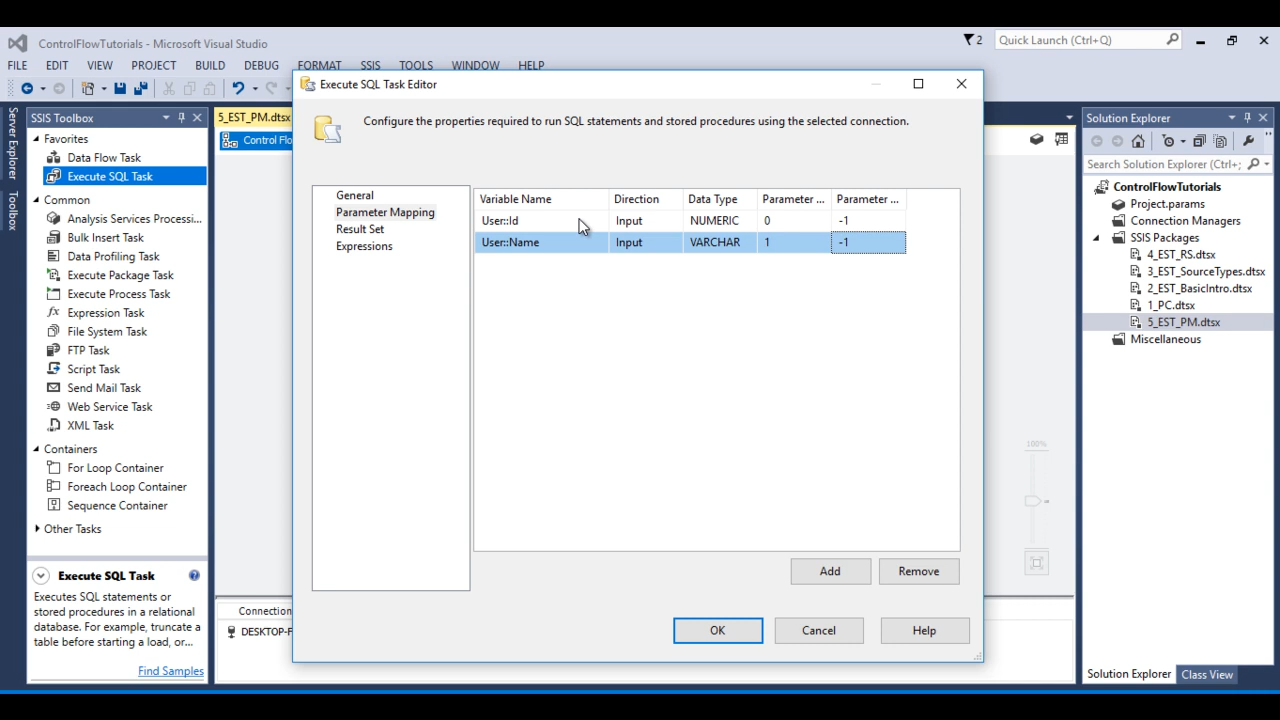 ControlFlowTutorials - Microsoft Visual Studio
2
Quick Launch (Ctrl+Q)
FILE EDIT VIEW PROJECT BUILD DEBUG FORMAT SSIS TOOLS WINDOW HELP
Server Explorer
Toolbox
SSIS Toolbox
Favorites
Data Flow Task
Execute SQL Task
Common
Analysis Services Processi...
Bulk Insert Task
Data Profiling Task
Execute Package Task
Execute Process Task
Expression Task
File System Task
FTP Task
Script Task
Send Mail Task
Web Service Task
XML Task
Containers
For Loop Container
Foreach Loop Container
Sequence Container
Other Tasks
Execute SQL Task
Executes SQL statements or
stored procedures in a relational
database. For example, truncate a
table before starting a load, or...
Find Samples
5_EST_PM.dtsx
Control Flo
Connection
DESKTOP-F
100%
Execute SQL Task Editor
Configure the properties required to run SQL statements and stored procedures using the selected connection.
General
Parameter Mapping
Result Set
Expressions
Variable Name Direction Data Type Parameter ... Parameter ...
User::Id Input NUMERIC 0 -1
User::Name Input VARCHAR 1 -1
Add Remove
OK Cancel Help
Solution Explorer
Search Solution Explorer (Ctrl+;
ControlFlowTutorials
Project.params
Connection Managers
SSIS Packages
4_EST_RS.dtsx
3_EST_SourceTypes.dtsx
2_EST_BasicIntro.dtsx
1_PC.dtsx
5_EST_PM.dtsx
Miscellaneous
Solution Explorer Class View